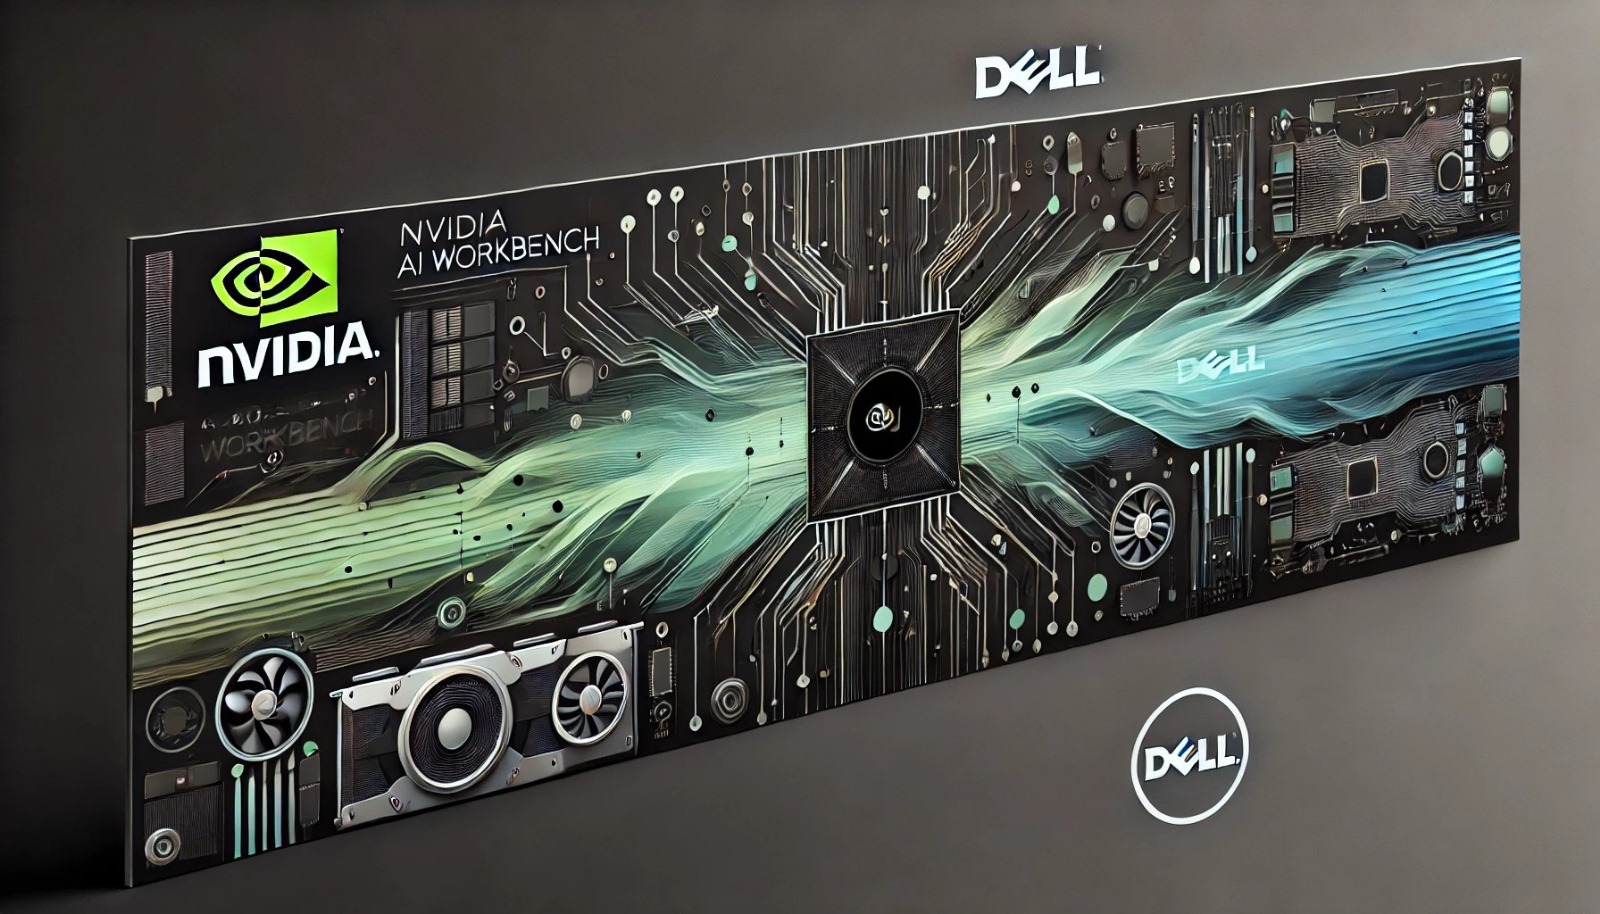 DELL
NVIDIA
AI WORKBENCH
NVIDIA.
DELL
WORKBENCH
DELL